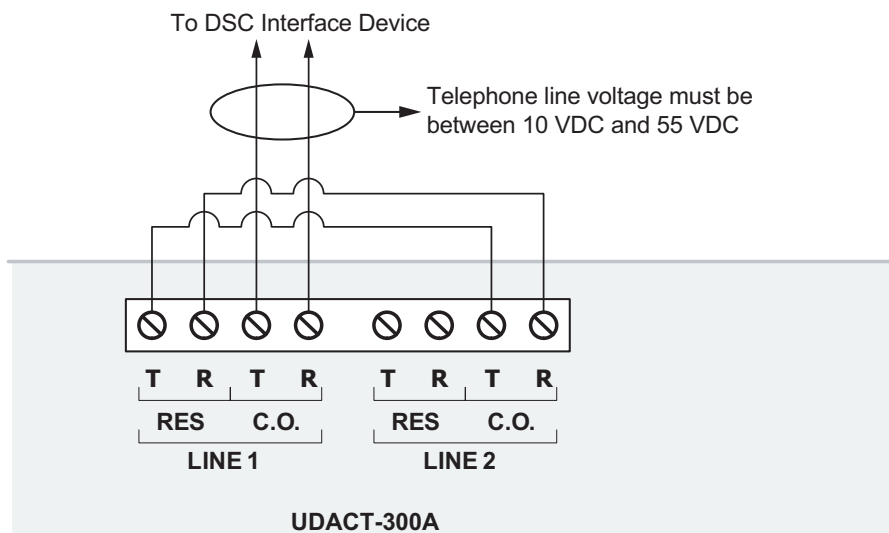 To DSC Interface Device
Telephone line voltage must be
between 10 VDC and 55 VDC
T R T R T R T R
RES C.O. RES C.O.
LINE 1 LINE 2
UDACT-300A